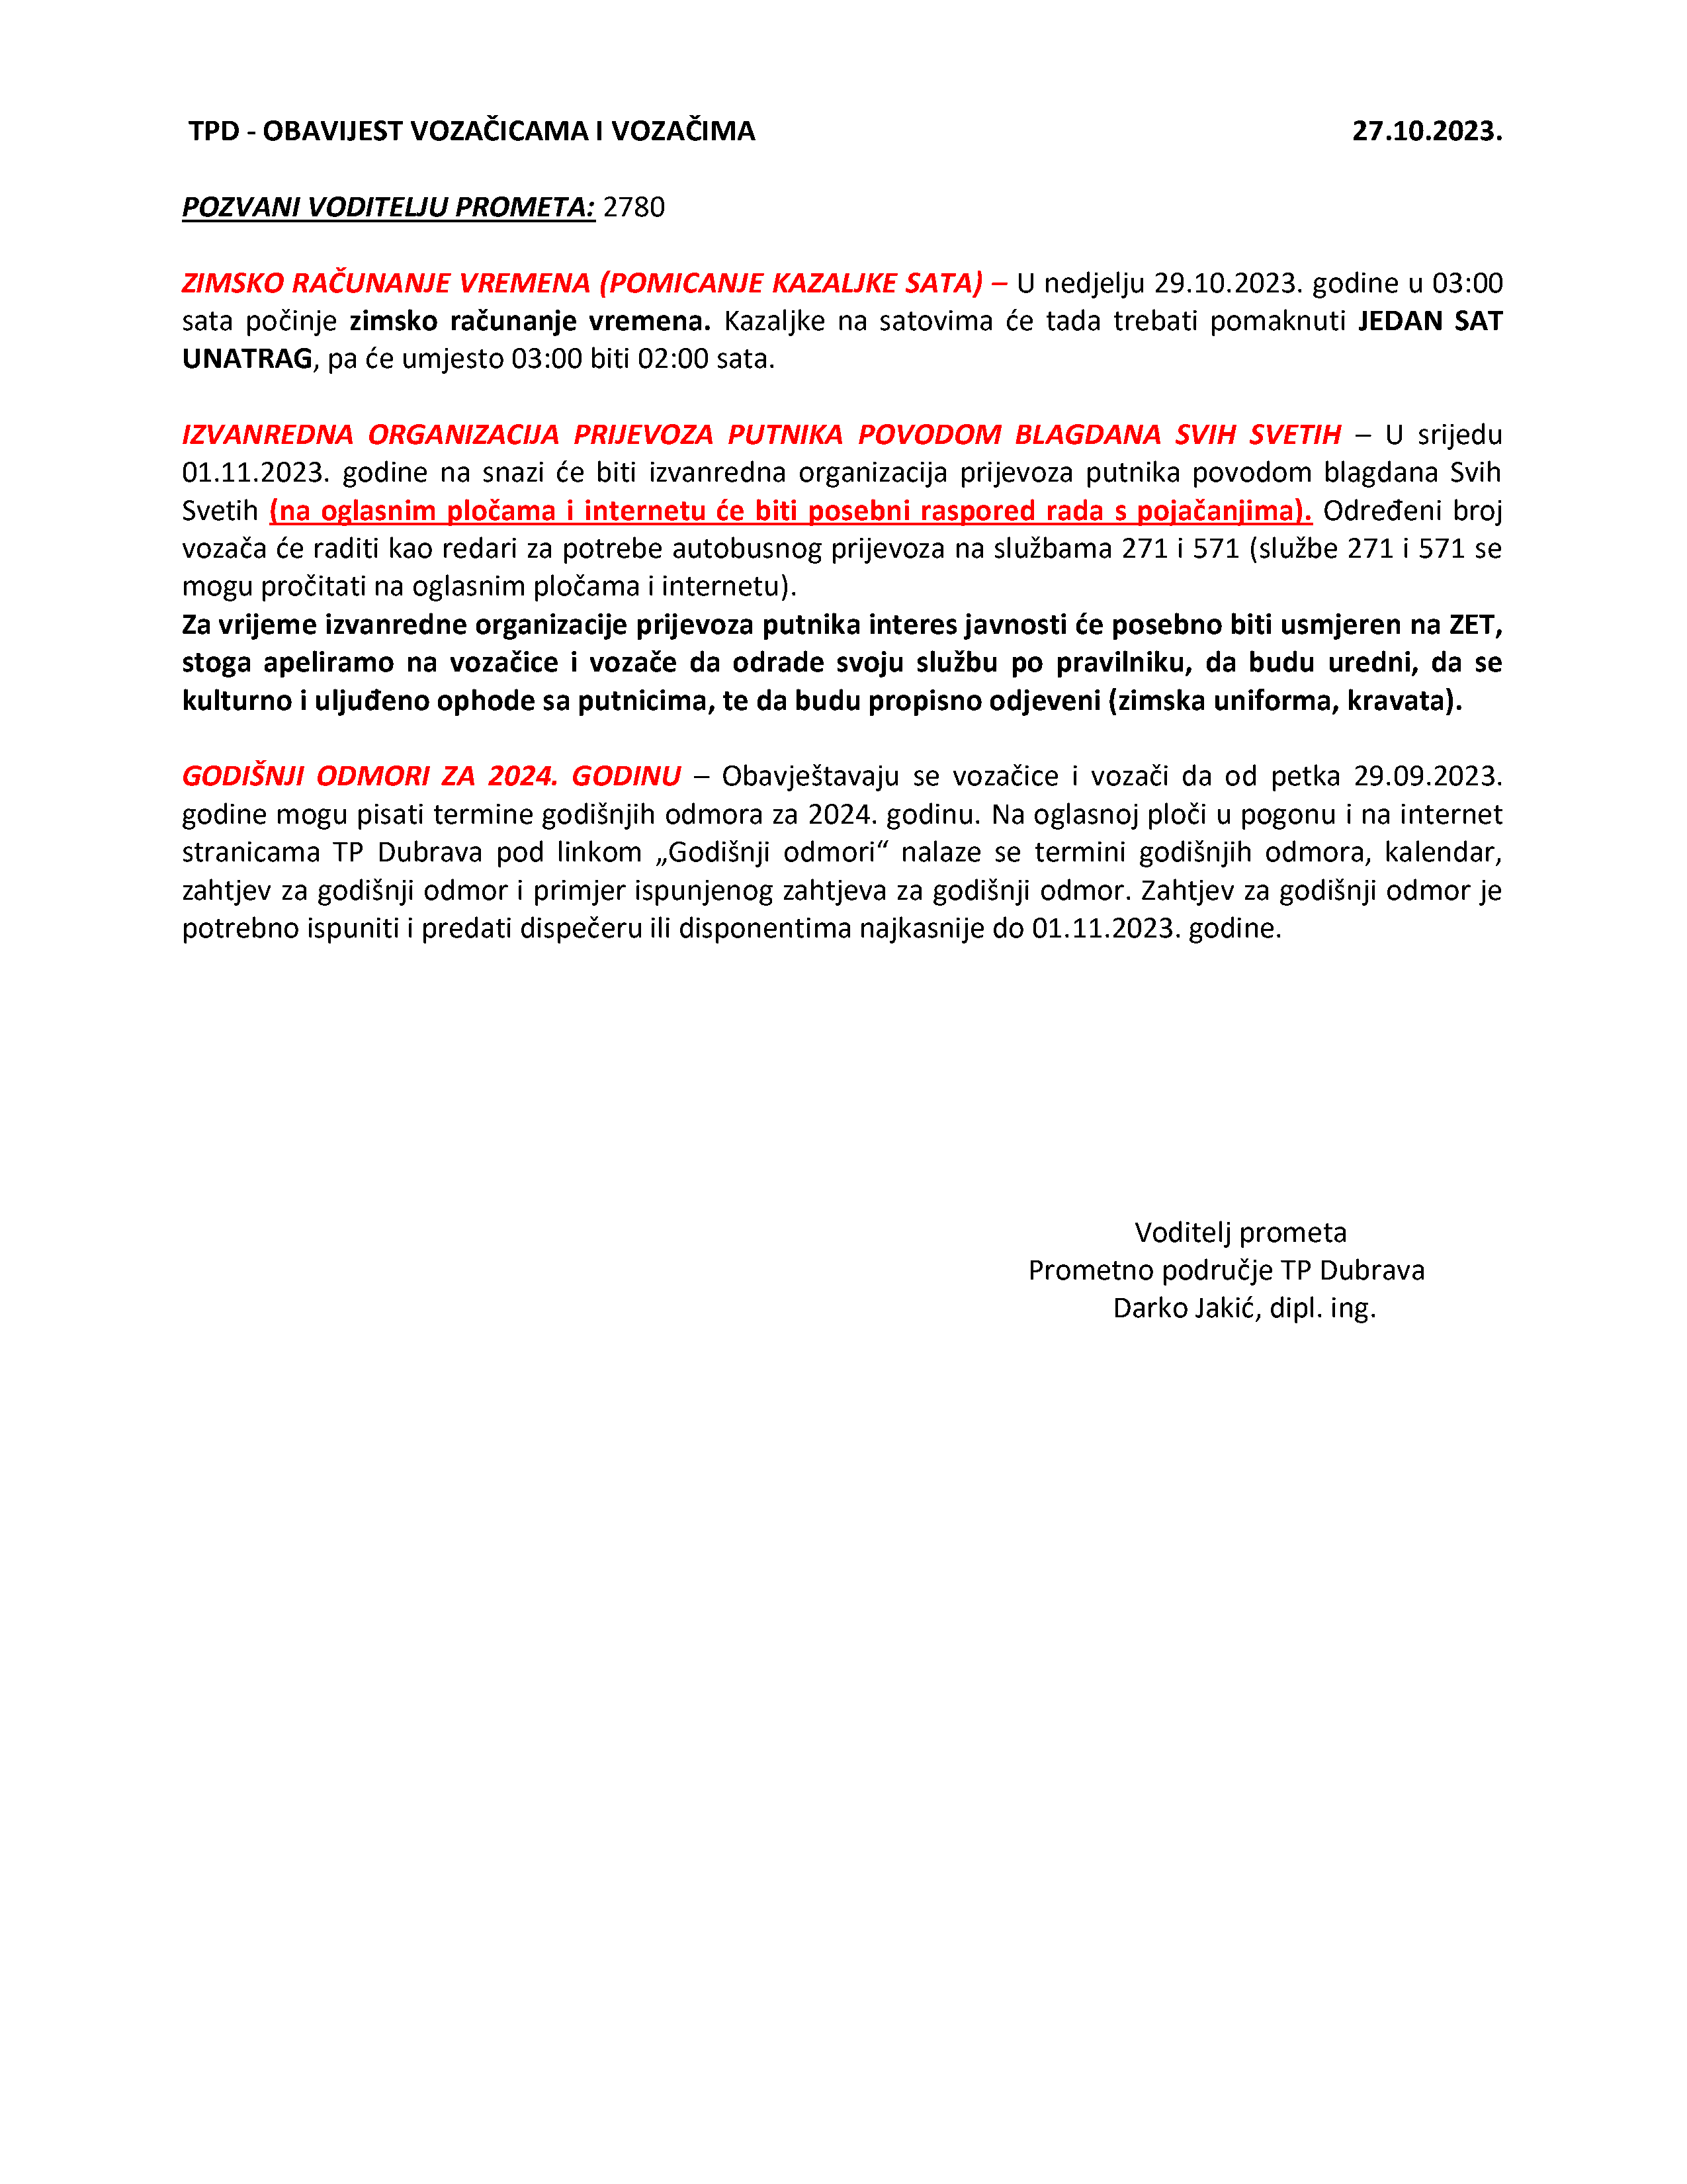 TPD - OBAVIJEST VOZAČICAMA I VOZAČIMA 27.10.2023.
POZVANI VODITELJU PROMETA: 2780
ZIMSKO RAČUNANJE VREMENA (POMICANJE KAZALJKE SATA) – U nedjelju 29.10.2023. godine u 03:00
sata počinje zimsko računanje vremena. Kazaljke na satovima će tada trebati pomaknuti JEDAN SAT
UNATRAG, pa će umjesto 03:00 biti 02:00 sata.
IZVANREDNA ORGANIZACIJA PRIJEVOZA PUTNIKA POVODOM BLAGDANA SVIH SVETIH – U srijedu
01.11.2023. godine na snazi će biti izvanredna organizacija prijevoza putnika povodom blagdana Svih
Svetih (na oglasnim pločama i internetu će biti posebni raspored rada s pojačanjima). Određeni broj
vozača će raditi kao redari za potrebe autobusnog prijevoza na službama 271 i 571 (službe 271 i 571 se
mogu pročitati na oglasnim pločama i internetu).
Za vrijeme izvanredne organizacije prijevoza putnika interes javnosti će posebno biti usmjeren na ZET,
stoga apeliramo na vozačice i vozače da odrade svoju službu po pravilniku, da budu uredni, da se
kulturno i uljuđeno ophode sa putnicima, te da budu propisno odjeveni (zimska uniforma, kravata).
GODIŠNJI ODMORI ZA 2024. GODINU – Obavještavaju se vozačice i vozači da od petka 29.09.2023.
godine mogu pisati termine godišnjih odmora za 2024. godinu. Na oglasnoj ploči u pogonu i na internet
stranicama TP Dubrava pod linkom „Godišnji odmori“ nalaze se termini godišnjih odmora, kalendar,
zahtjev za godišnji odmor i primjer ispunjenog zahtjeva za godišnji odmor. Zahtjev za godišnji odmor je
potrebno ispuniti i predati dispečeru ili disponentima najkasnije do 01.11.2023. godine.
Voditelj prometa
Prometno područje TP Dubrava
Darko Jakić, dipl. ing.